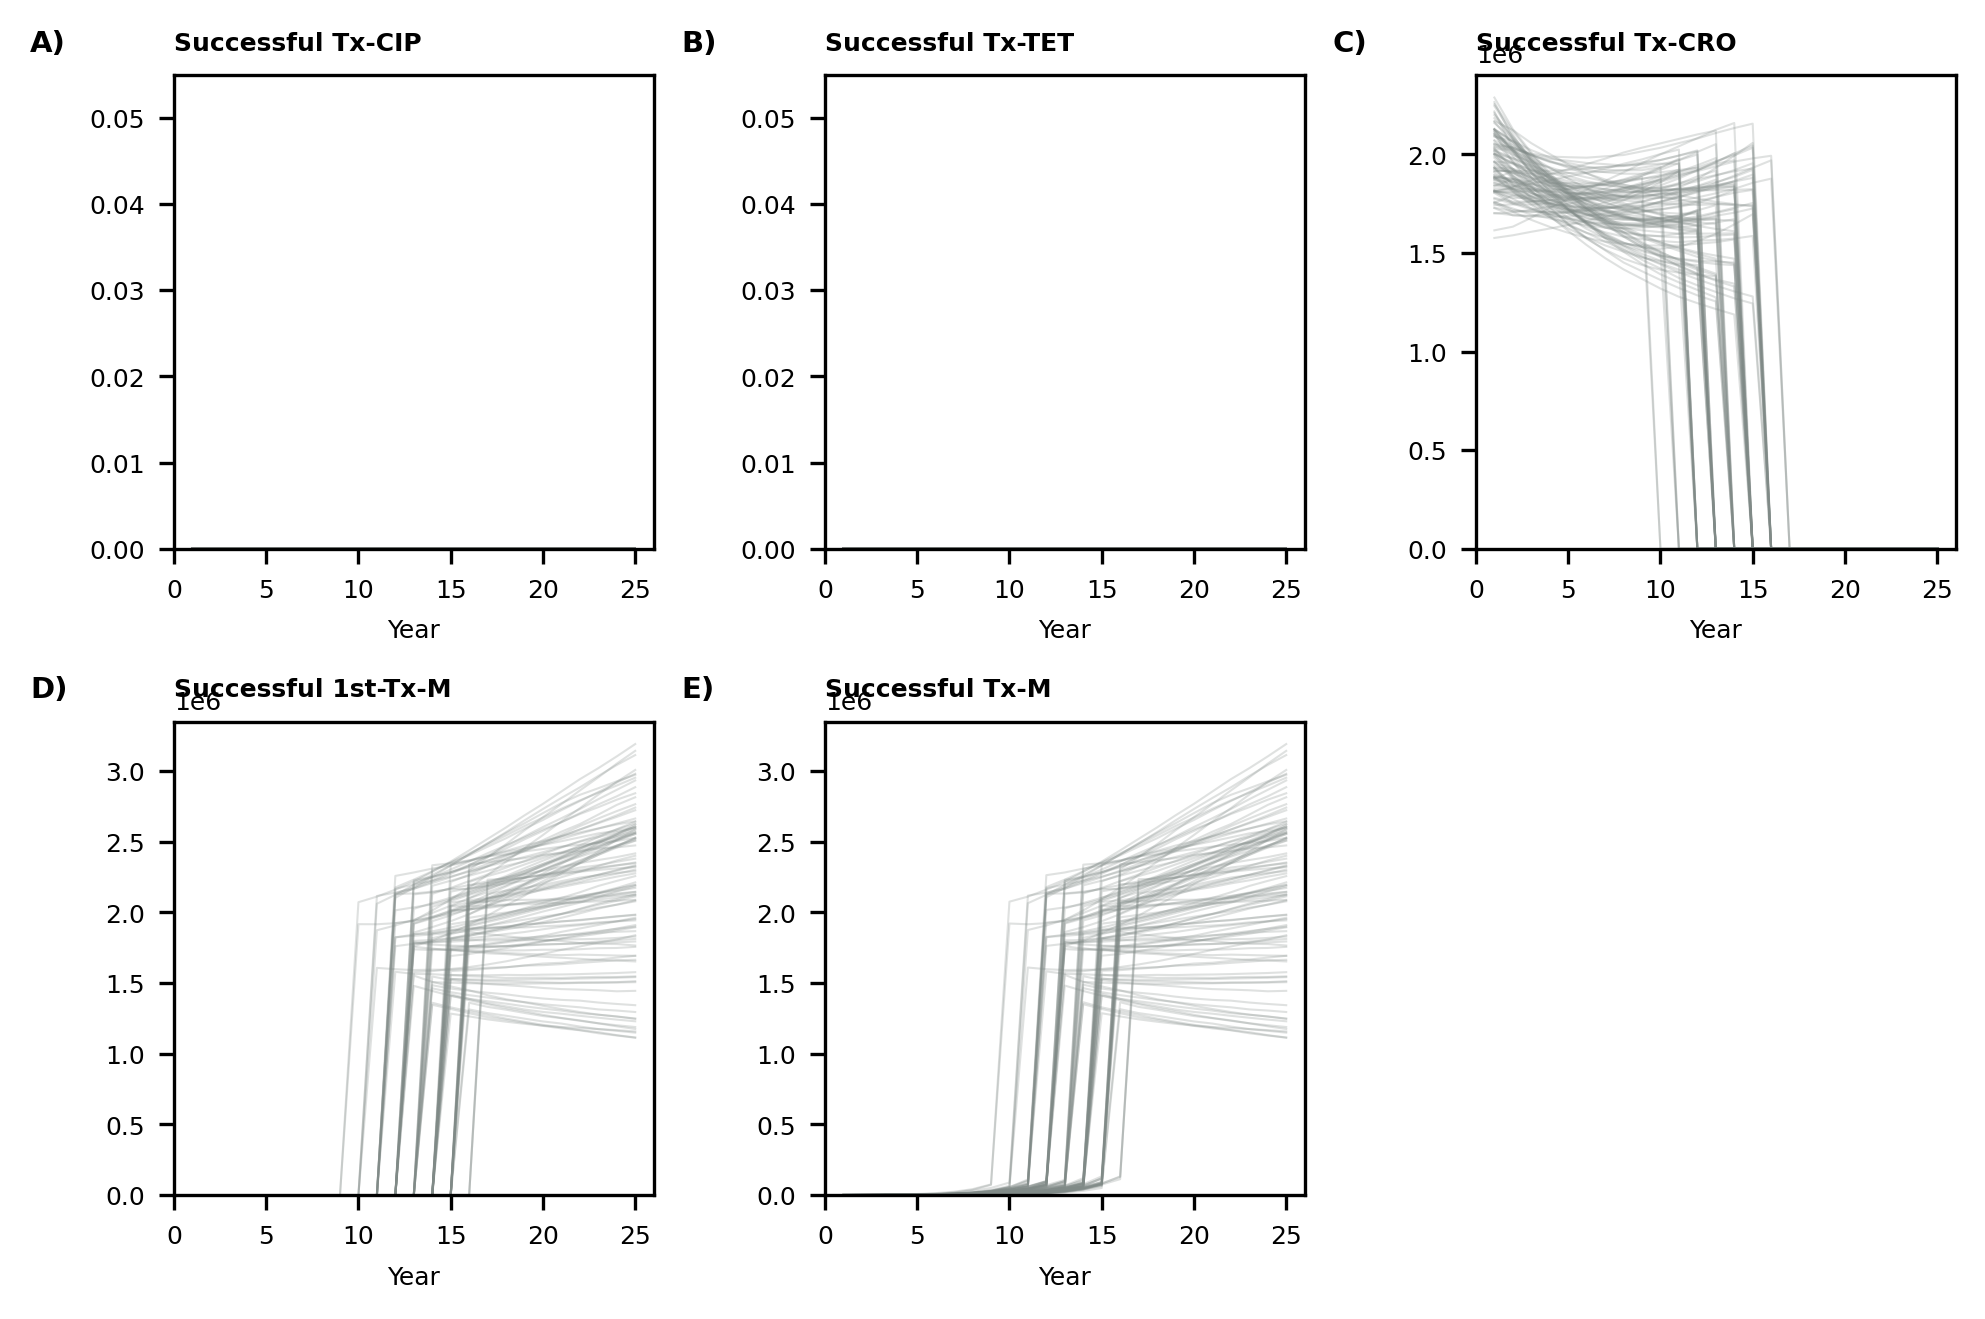 A) Successful Tx-CIP
0.05
0.04
0.03
0.02
0.01
0.00
0 5 10 15 20 25
Year
B) Successful Tx-TET
0.05
0.04
0.03
0.02
0.01
0.00
0 5 10 15 20 25
Year
C) Successful Tx-CRO
1e6
2.0
1.5
1.0
0.5
0.0
0 5 10 15 20 25
Year
D) Successful 1st-Tx-M
1e6
3.0
2.5
2.0
1.5
1.0
0.5
0.0
0 5 10 15 20 25
Year
E) Successful Tx-M
1e6
3.0
2.5
2.0
1.5
1.0
0.5
0.0
0 5 10 15 20 25
Year